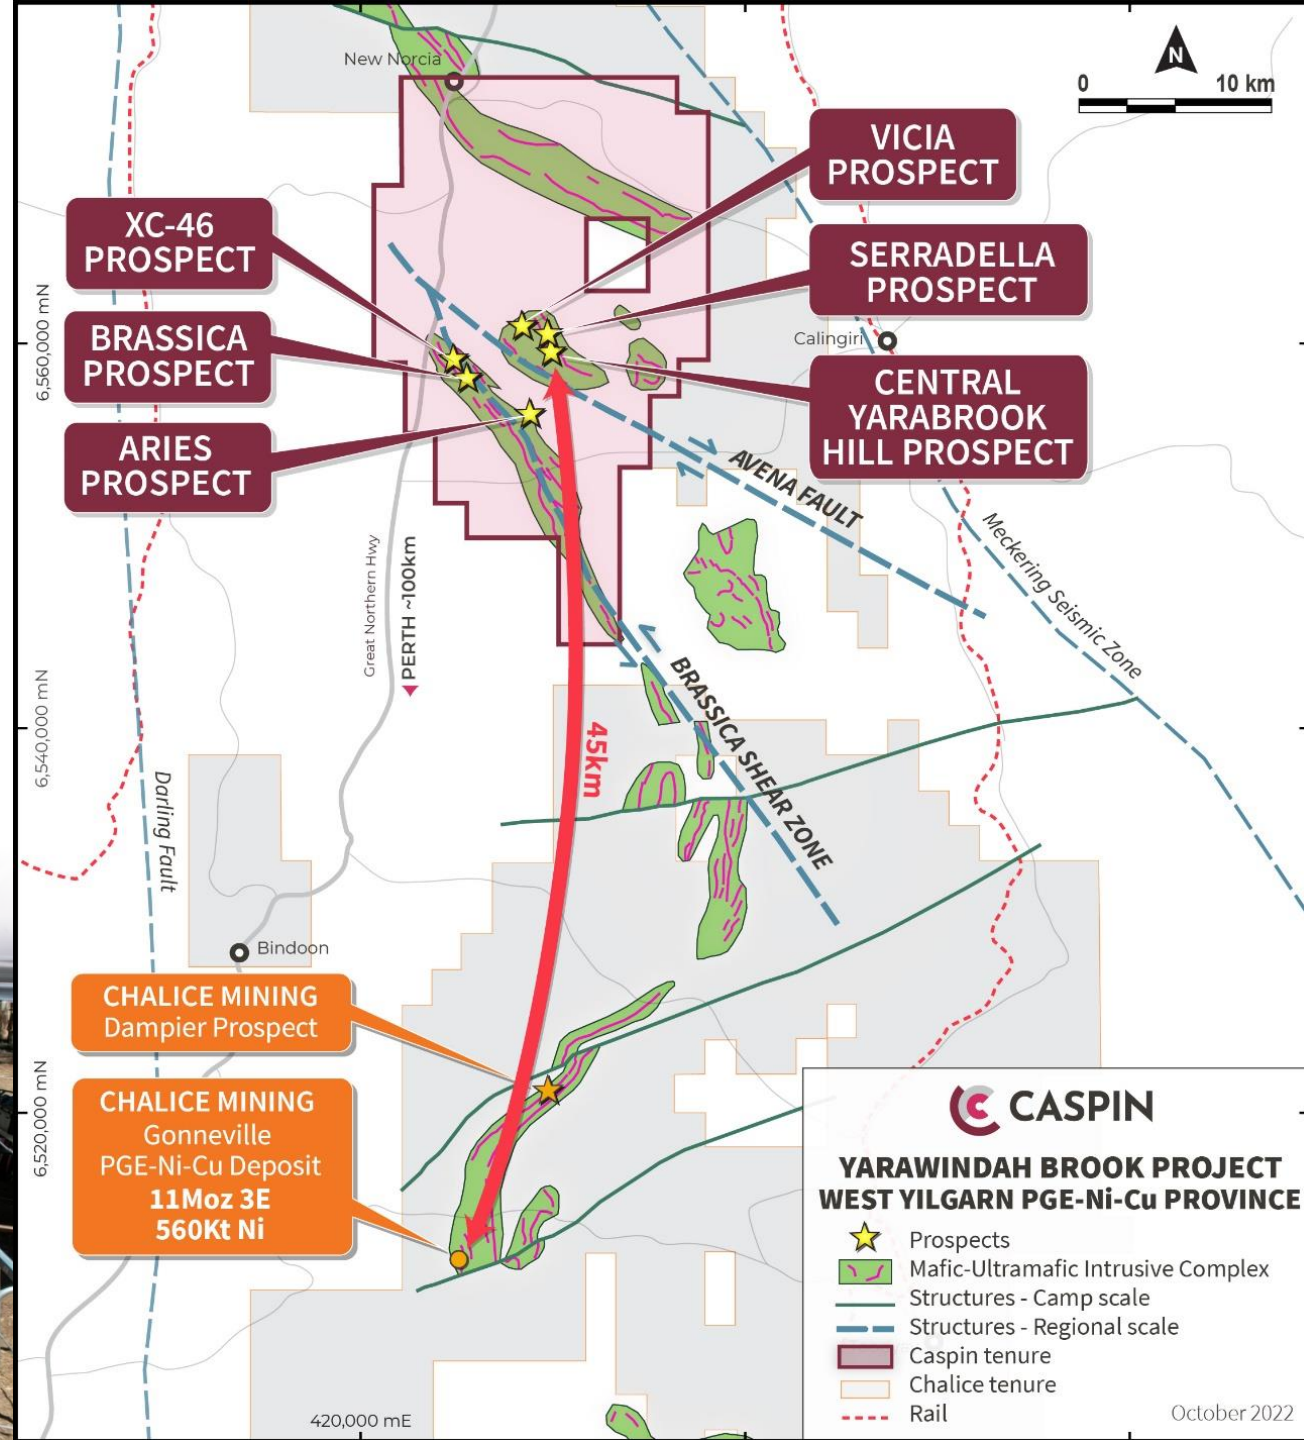 New Norcia
N
0 10 km
VICIA
PROSPECT
XC-46
PROSPECT
SERRADELLA
PROSPECT
6,560,000 mN
BRASSICA
PROSPECT
Calingiri
CENTRAL
YARABROOK
HILL PROSPECT
ARIES
PROSPECT
AVENA FAULT
Meckering Seismic Zone
Great Northern Hwy
PERTH ~100km
BRASSICA SHEAR ZONE
45km
6,540,000 mN
Darling Fault
Bindoon
CHALICE MINING
Dampier Prospect
CHALICE MINING
Gonneville
PGE-Ni-Cu Deposit
11Moz 3E
560Kt Ni
6,520,000 mN
420,000 mE
CASPIN
YARAWINDAH BROOK PROJECT
WEST YILGARN PGE-Ni-Cu PROVINCE
Prospects
Mafic-Ultramafic Intrusive Complex
Structures - Camp scale
Structures - Regional scale
Caspin tenure
Chalice tenure
Rail
October 2022